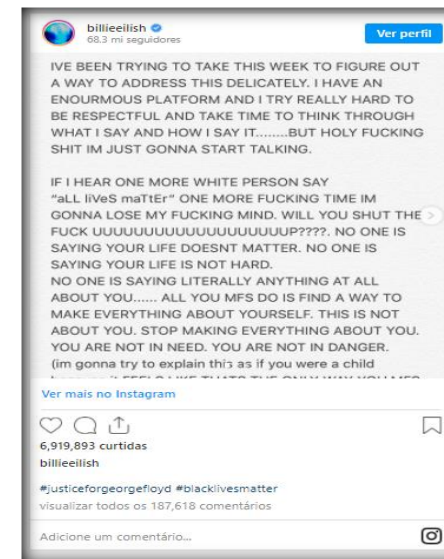 billieeilish
68.3 mi seguidores
Ver perfil
IVE BEEN TRYING TO TAKE THIS WEEK TO FIGURE OUT
A WAY TO ADDRESS THIS DELICATELY. I HAVE AN
ENOURMOUS PLATFORM AND I TRY REALLY HARD TO
BE RESPECTFUL AND TAKE TIME TO THINK THROUGH
WHAT I SAY AND HOW I SAY IT........BUT HOLY FUCKING
SHIT IM JUST GONNA START TALKING.
IF I HEAR ONE MORE WHITE PERSON SAY
"aLL liVeS maTtEr" ONE MORE FUCKING TIME IM
GONNA LOSE MY FUCKING MIND. WILL YOU SHUT THE
FUCK UUUUUUUUUUUUUUUUUUUP????. NO ONE IS
SAYING YOUR LIFE DOESNT MATTER. NO ONE IS
SAYING YOUR LIFE IS NOT HARD.
NO ONE IS SAYING LITERALLY ANYTHING AT ALL
ABOUT YOU...... ALL YOU MFS DO IS FIND A WAY TO
MAKE EVERYTHING ABOUT YOURSELF. THIS IS NOT
ABOUT YOU. STOP MAKING EVERYTHING ABOUT YOU.
YOU ARE NOT IN NEED. YOU ARE NOT IN DANGER.
(im gonna try to explain this as if you were a child
Ver mais no Instagram
6,919,893 curtidas
billieeilish
#justiceforgeorgefloyd #blacklivesmatter
visualizar todos os 187,618 comentários
Adicione um comentário...